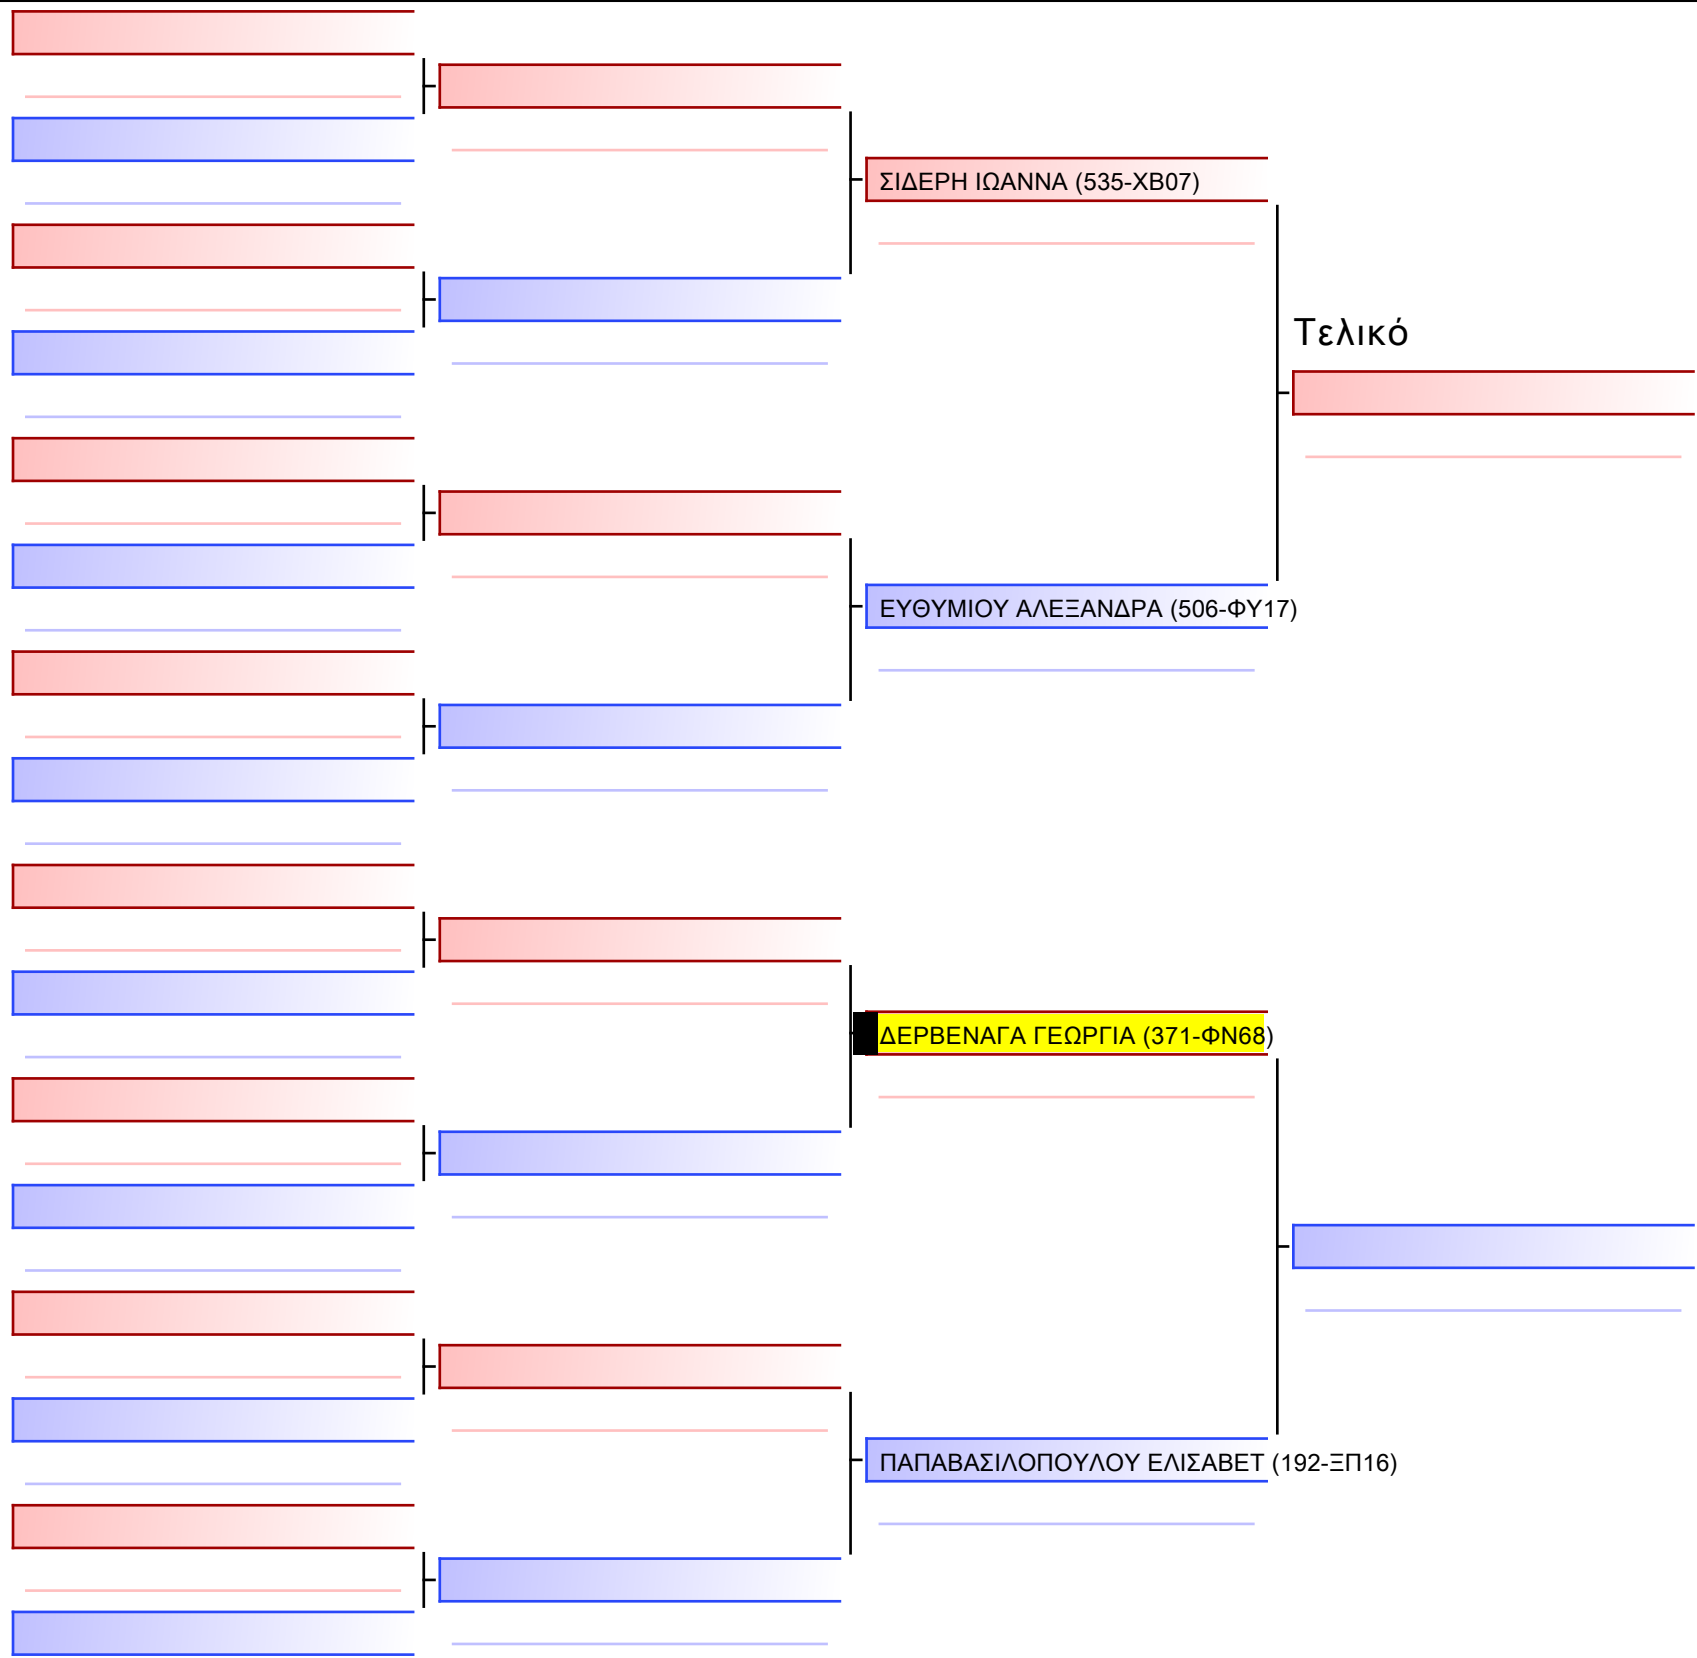 ΣΙΔΕΡΗ ΙΩΑΝΝΑ (535-ΧΒ07)
Τελικό
ΕΥΘΥΜΙΟΥ ΑΛΕΞΑΝΔΡΑ (506-ΦΥ17)
ΔΕΡΒΕΝΑΓΑ ΓΕΩΡΓΙΑ (371-ΦΝ68)
ΠΑΠΑΒΑΣΙΛΟΠΟΥΛΟΥ ΕΛΙΣΑΒΕΤ (192-ΞΠ16)